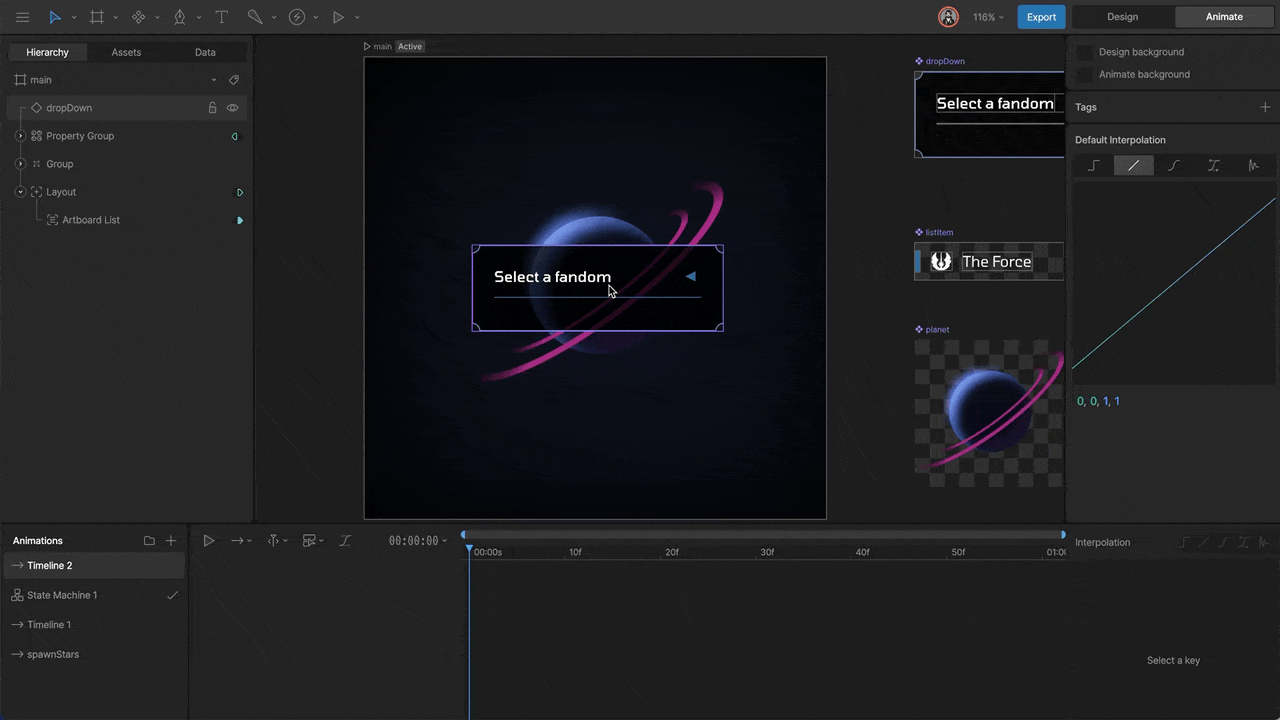 116%
Export
Design
Animate
Hierarchy
Assets
Data
main
dropDown
Property Group
Group
Layout
Artboard List
main
Active
Select a fandom
dropDown
Select a fandom
listItem
The Force
planet
Design background
Animate background
Tags
Default Interpolation
0, 0, 1, 1
Animations
Timeline 2
State Machine 1
Timeline 1
spawnStars
00:00:00
00:00s
10f
20f
30f
40f
50f
01:0
Interpolation
Select a key